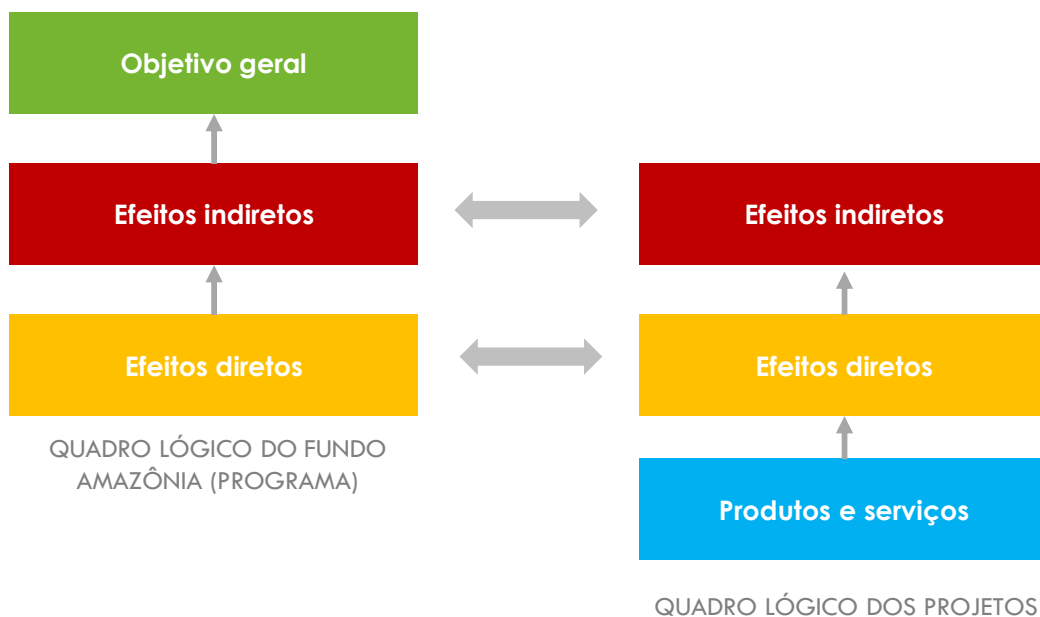 Objetivo geral
Efeitos indiretos
Efeitos indiretos
Efeitos diretos
Efeitos diretos
QUADRO LÓGICO DO FUNDO
AMAZÔNIA (PROGRAMA)
Produtos e serviços
QUADRO LÓGICO DOS PROJETOS